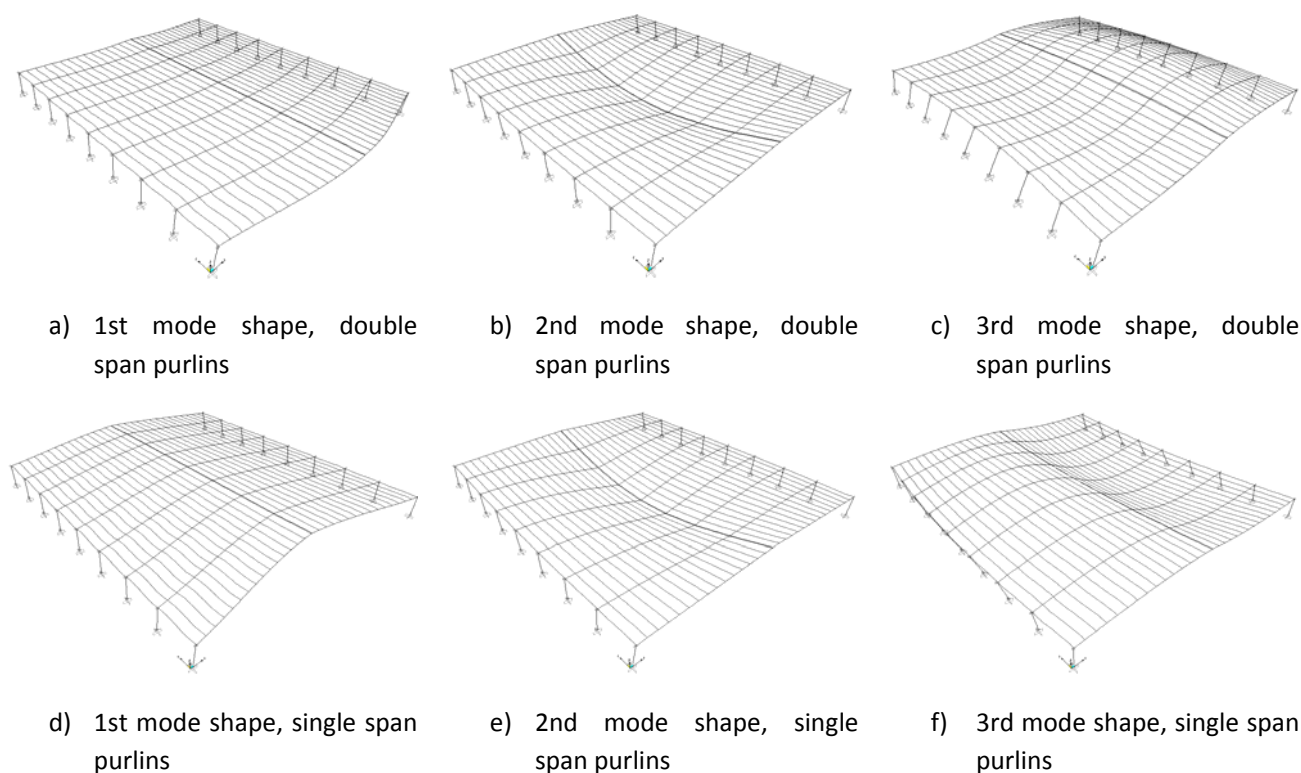 a) 1st mode shape, double
span purlins
b) 2nd mode shape, double
span purlins
c) 3rd mode shape, double
span purlins
d) 1st mode shape, single span
purlins
e) 2nd mode shape, single
span purlins
f) 3rd mode shape, single span
purlins